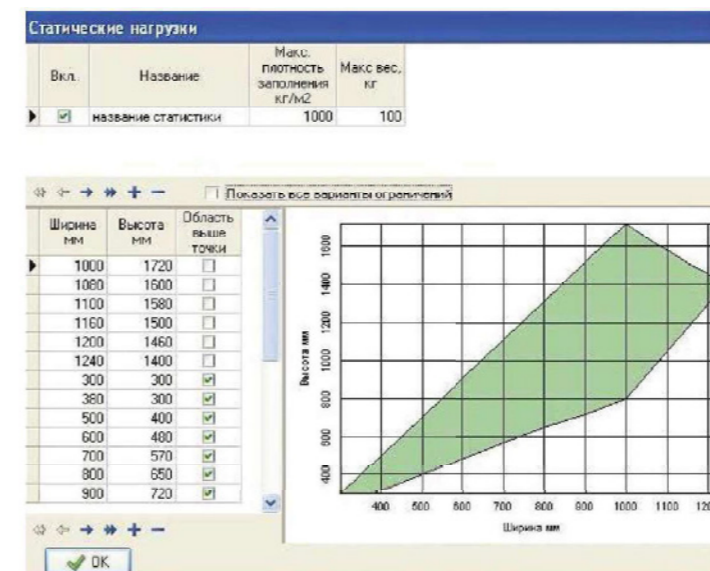 Статические нагрузки
Вкл. Название Макс. плотность заполнения кг/м2 Макс вес, кг
название статистики 1000 100
Показать все варианты ограничений
Ширина мм Высота мм Область выше точки
1000 1720
1080 1600
1100 1580
1160 1500
1200 1460
1240 1400
300 300
380 300
500 400
600 480
700 570
800 650
900 720
Высота мм
1600
1400
1200
1000
800
600
400
400 500 600 700 800 900 1000 1100 120
Ширина мм
OK